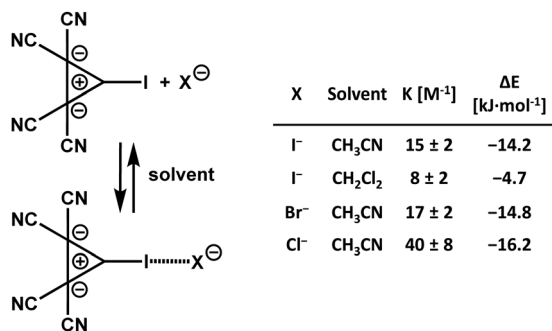 CN
NC
⊖
⊕
I + X⊖
NC
⊖
CN
solvent
CN
NC
⊖
⊕
I X⊖
NC
⊖
CN
X Solvent K [M⁻¹] ΔE [kJ·mol⁻¹]
I⁻ CH₃CN 15 ± 2 −14.2
I⁻ CH₂Cl₂ 8 ± 2 −4.7
Br⁻ CH₃CN 17 ± 2 −14.8
Cl⁻ CH₃CN 40 ± 8 −16.2